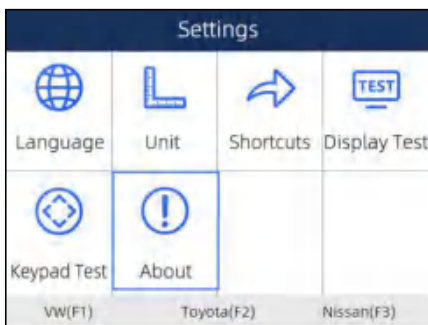 Settings
TEST
Language Unit Shortcuts Display Test
Keypad Test About
VW(F1) Toyota(F2) Nissan(F3)